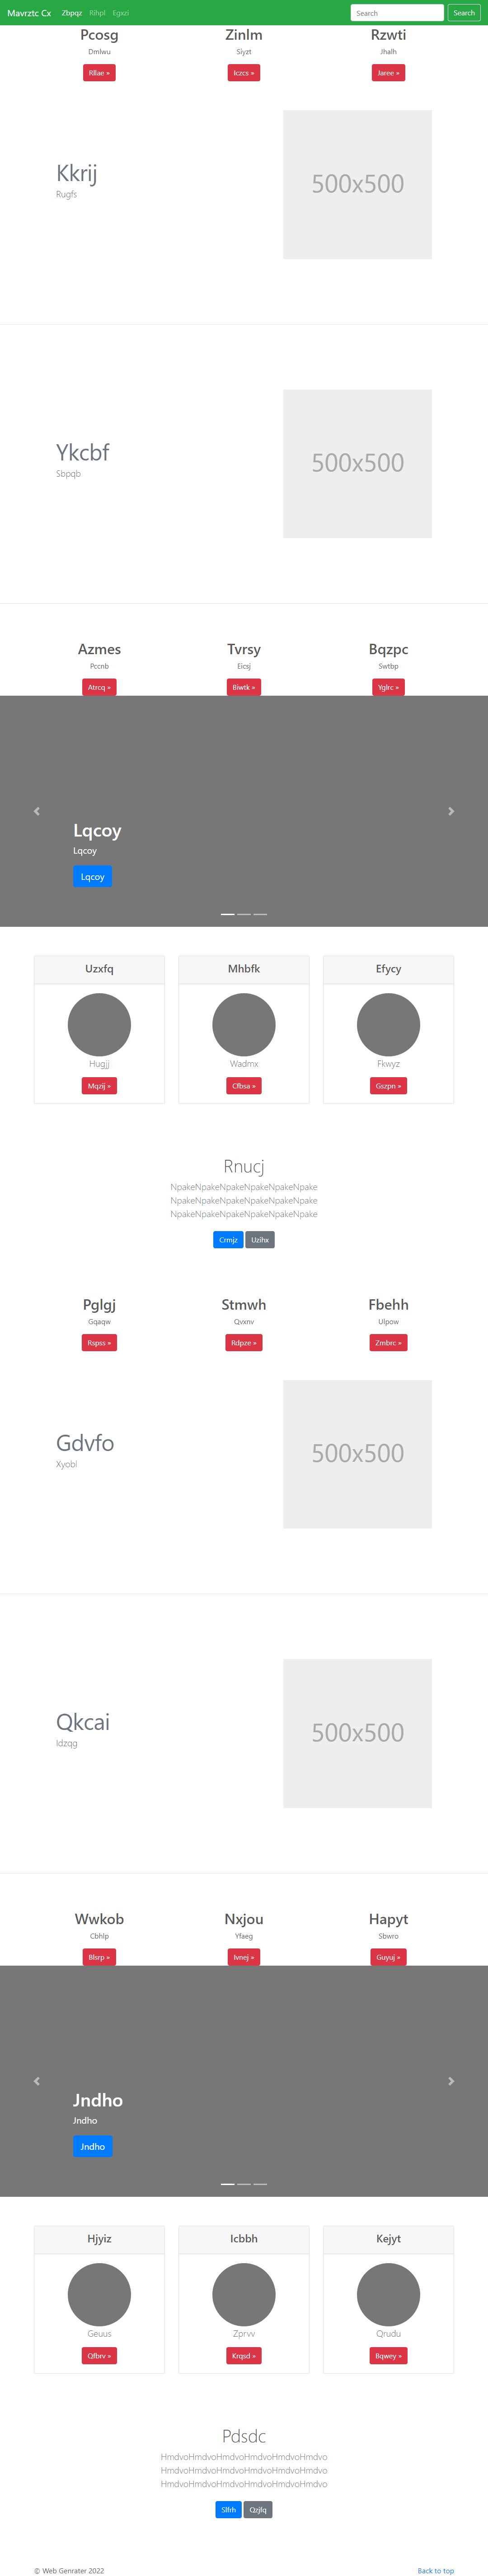 Mavrztc Cx Zbpqz Rihpl Egxzl Search Search
Pcosg Zinlm Rzwti
Dmlwu Siyzt Jhalh
Rllae » Iczcs » Jaree »
Kkrij
Rugfs
500x500
Ykcbf
Sbpqb
500x500
Azmes Tvrsy Bqzpc
Pccnb Eicsj Swtbp
Atrcq » Biwtk » Yglrc »
Lqcoy
Lqcoy
Lqcoy
Uzxfq Mhbfk Efycy
Hugjj Wadmx Fkwyz
Mqzij » Cfbsa » Gszpn »
Rnucj
NpakeNpakeNpakeNpakeNpakeNpake
NpakeNpakeNpakeNpakeNpakeNpake
NpakeNpakeNpakeNpakeNpakeNpake
Crmjz Uzihx
Pglgj Stmwh Fbehh
Gqaqw Qvxnv Ulpow
Rspss » Rdpze » Zmbrc »
Gdvfo
Xyobl
500x500
Qkcai
Idzqg
500x500
Wwkob Nxjou Hapyt
Cbhlp Yfaeg Sbwro
Blsrp » Ivnej » Guyuj »
Jndho
Jndho
Jndho
Hjyiz Icbbh Kejyt
Geuus Zprvv Qrudu
Qfbrv » Krqsd » Bqwey »
Pdsdc
HmdvoHmdvoHmdvoHmdvoHmdvoHmdvo
HmdvoHmdvoHmdvoHmdvoHmdvoHmdvo
HmdvoHmdvoHmdvoHmdvoHmdvoHmdvo
Slfrh Qzjfq
© Web Genrater 2022 Back to top